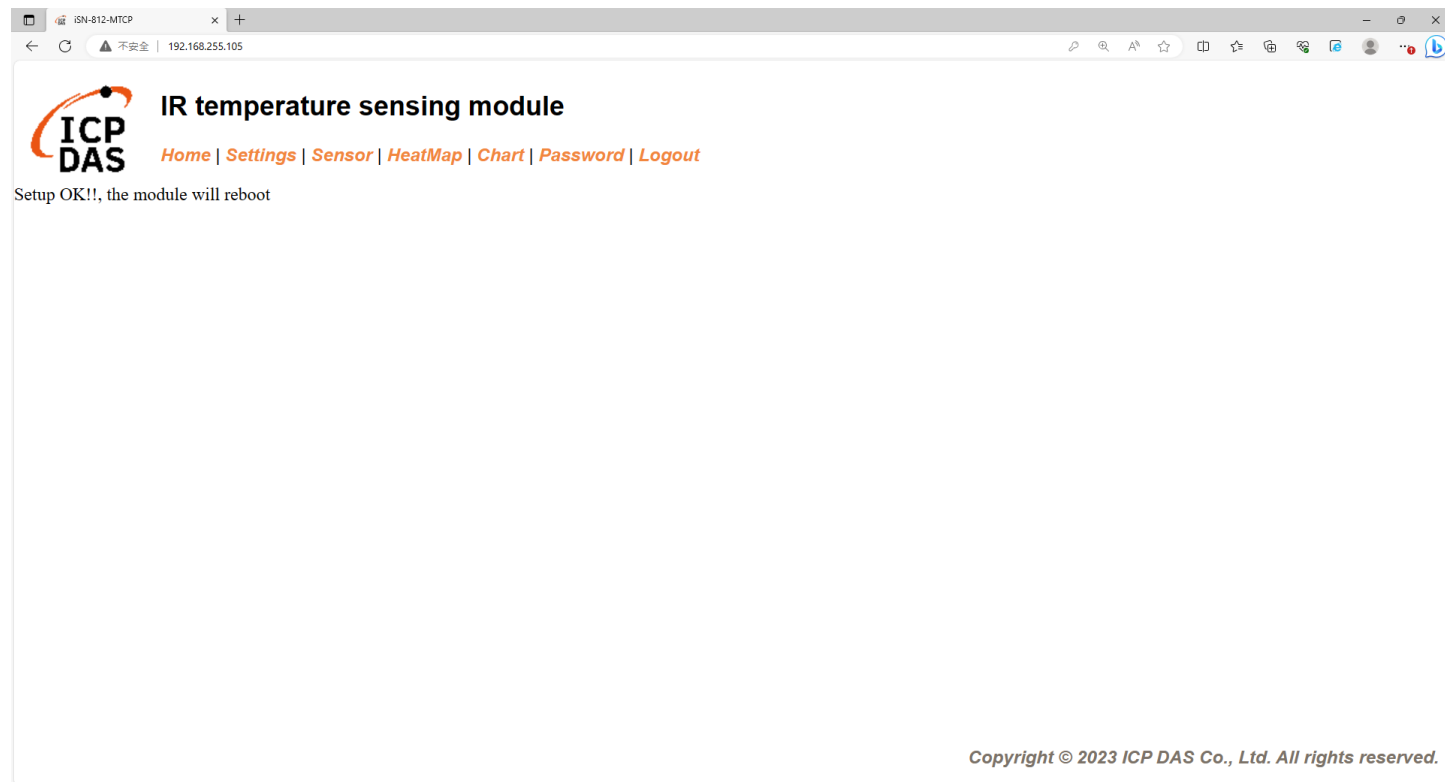 iSN-812-MTCP
不安全 192.168.255.105
ICP
DAS
IR temperature sensing module
Home | Settings | Sensor | HeatMap | Chart | Password | Logout
Setup OK!!, the module will reboot
Copyright © 2023 ICP DAS Co., Ltd. All rights reserved.